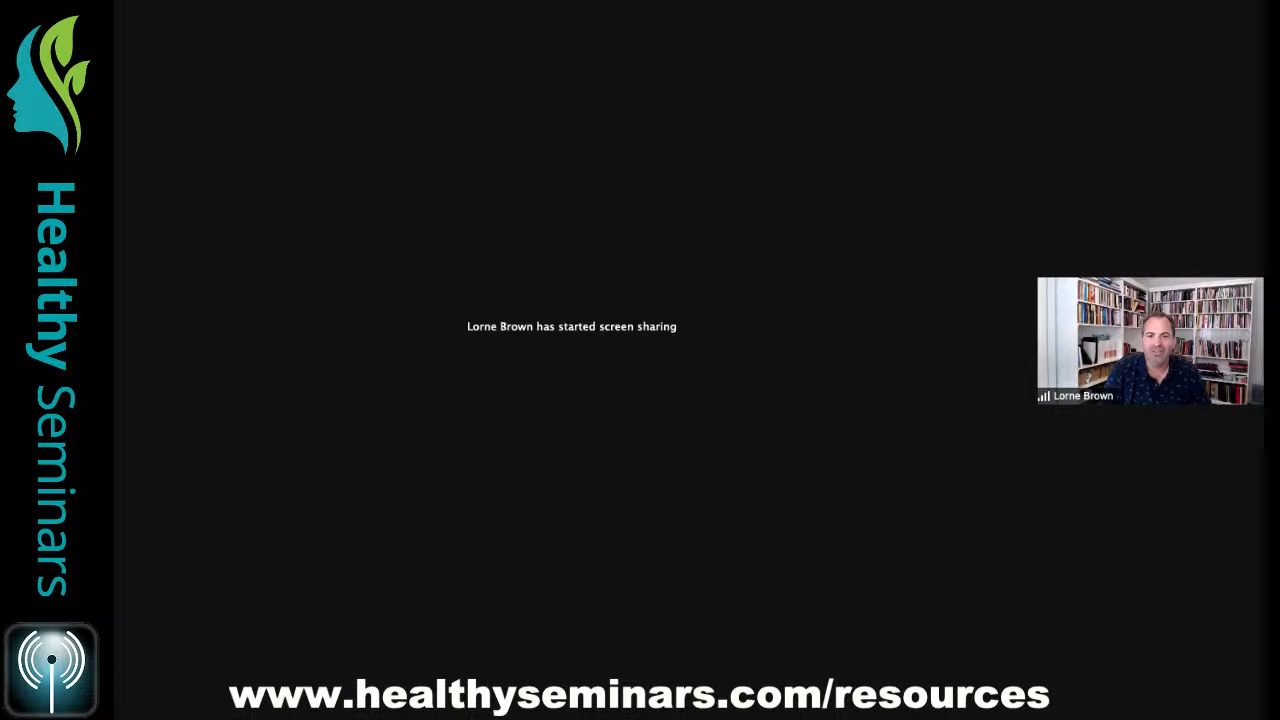 Healthy Seminars
Lorne Brown has started screen sharing
Lorne Brown
www.healthyseminars.com/resources